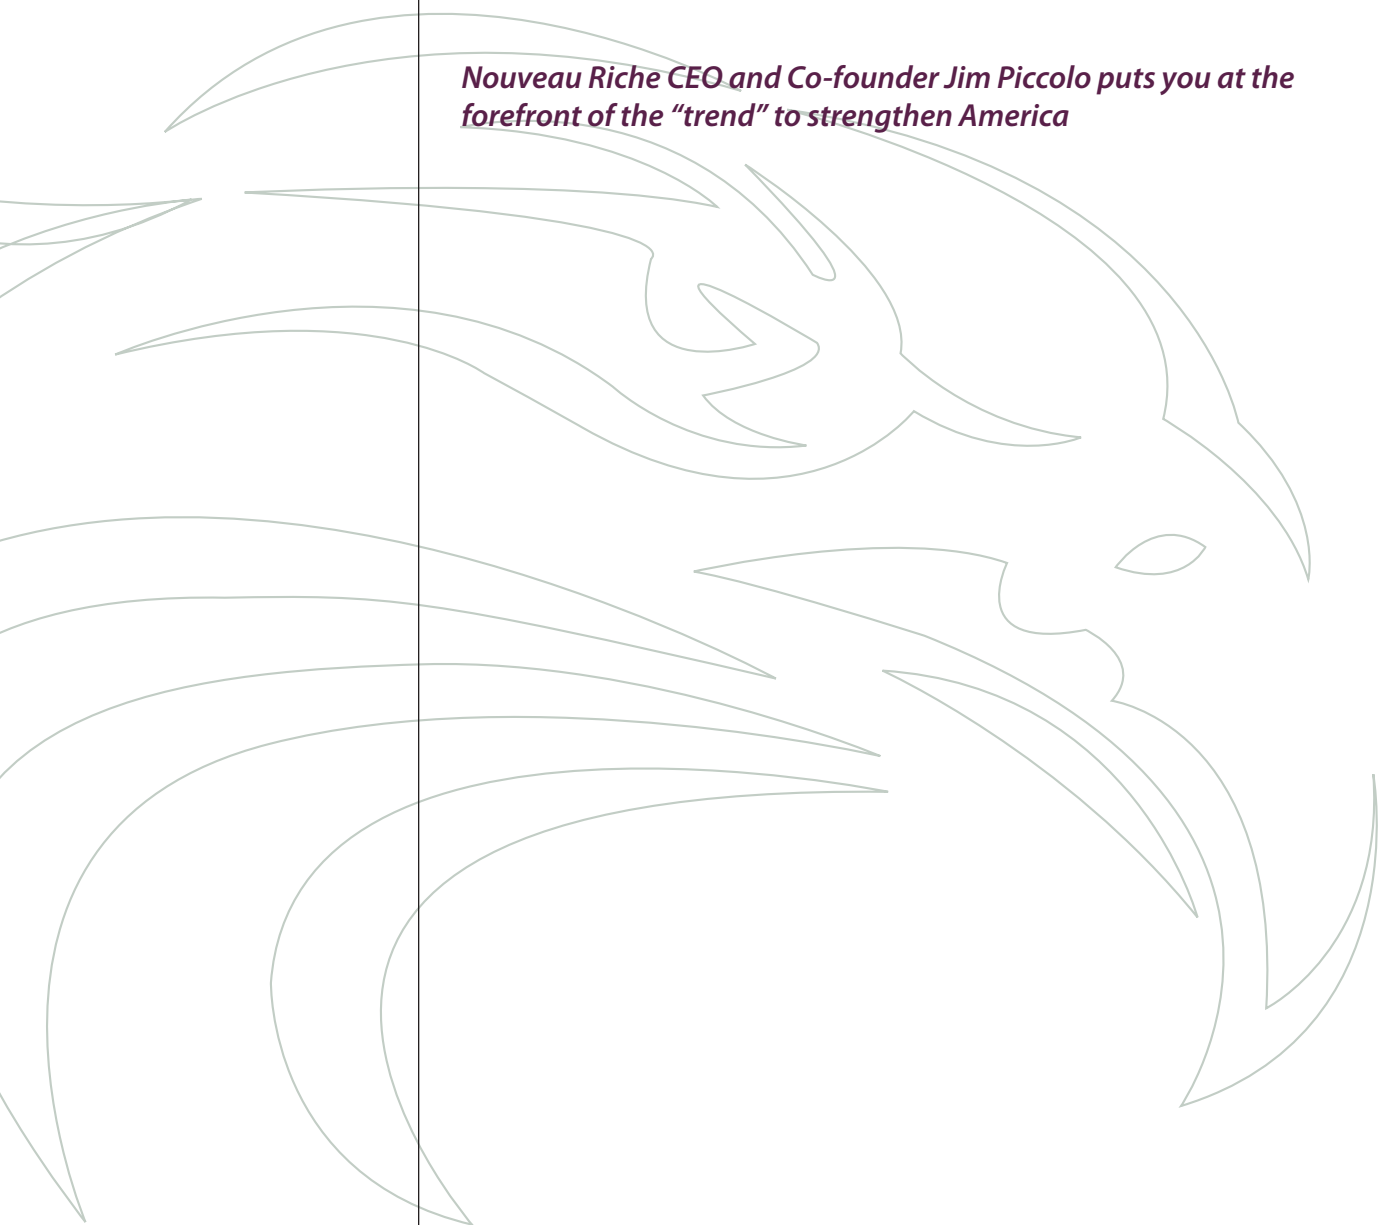 Nouveau Riche CEO and Co-founder Jim Piccolo puts you at the
forefront of the “trend” to strengthen America